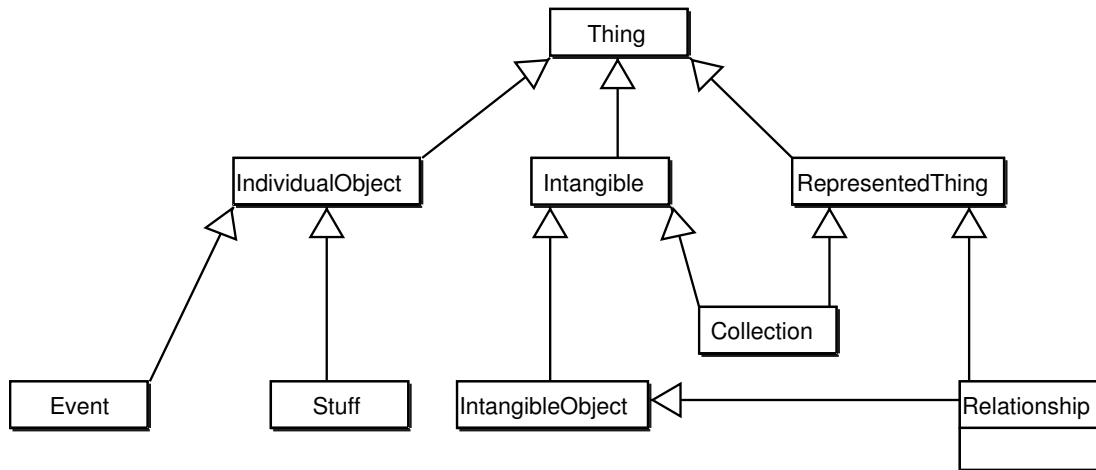 Thing
IndividualObject
Intangible
RepresentedThing
Collection
Event
Stuff
IntangibleObject
Relationship